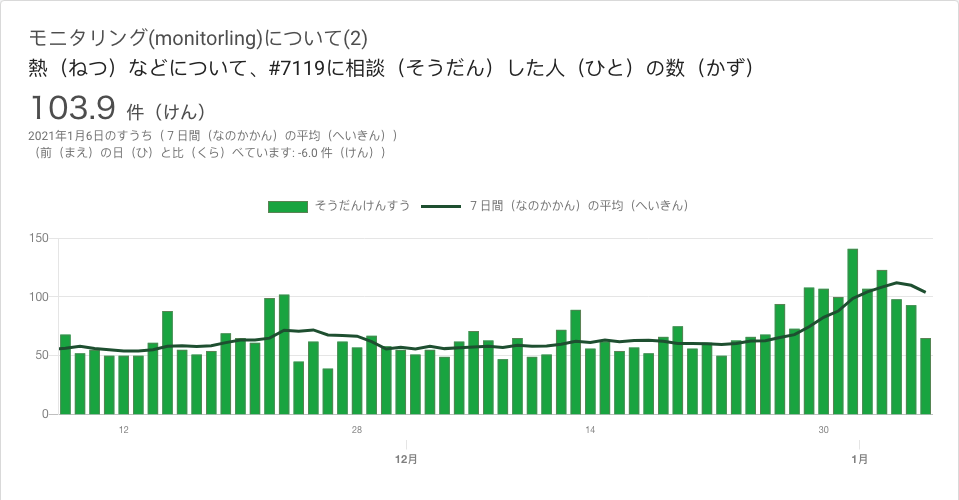 モニタリング(monitorling)について(2)
熱（ねつ）などについて、#7119に相談（そうだん）した人（ひと）の数（かず）
103.9 件（けん）
2021年1月6日のすうち（７日間（なのかかん）の平均（へいきん））
（前（まえ）の日（ひ）と比（くら）べています: -6.0 件（けん））
そうだんけんすう
７日間（なのかかん）の平均（へいきん）
150
100
50
0
12
28
14
30
12月
1月